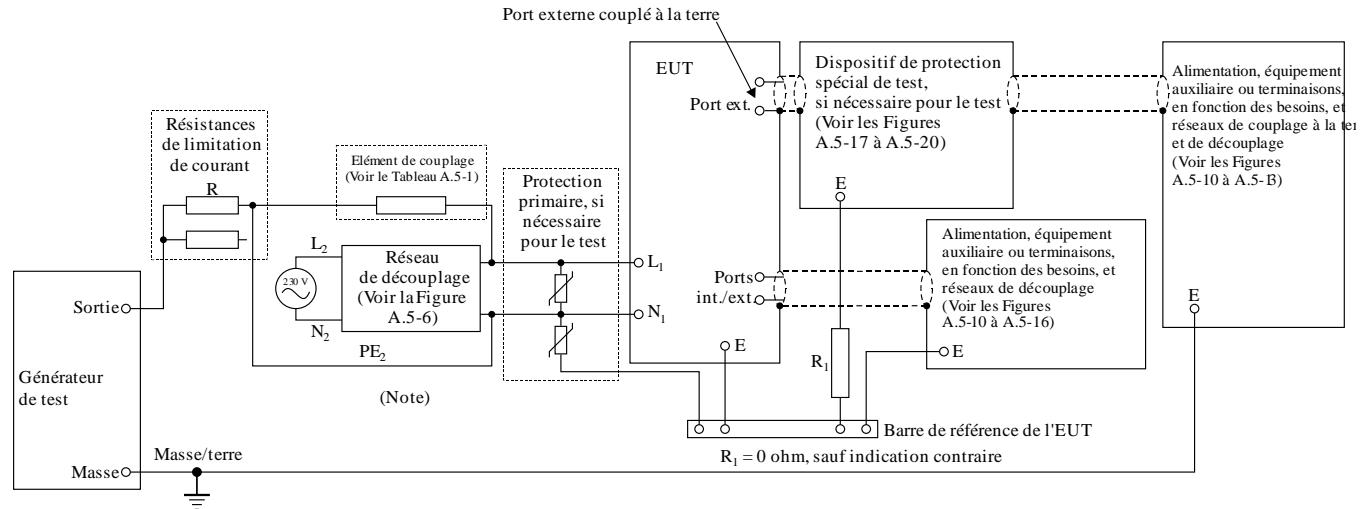 Port externe couplé à la terre
EUT
Port ext.
Dispositif de protection
spécial de test,
si nécessaire pour le test
(Voir les Figures
A.5-17 à A.5-20)
E
Alimentation, équipement
auxiliaire ou terminaisons,
en fonction des besoins, et
réseaux de couplage à la ter
et de découplage
(Voir les Figures
A.5-10 à A.5-13)
E
Résistances
de limitation
de courant
R
Elément de couplage
(Voir le Tableau A.5-1)
Protection
primaire, si
nécessaire
pour le test
L2
230 V
N2
Réseau
de découplage
(Voir la Figure
A.5-6)
PE2
(Note)
L1
N1
E
Ports
int./ext.
Alimentation, équipement
auxiliaire ou terminaisons,
en fonction des besoins, et
réseaux de découplage
(Voir les Figures
A.5-10 à A.5-16)
E
R1
Sortie
Générateur
de test
Masse
Masse/terre
Barre de référence de l'EUT
R1 = 0 ohm, sauf indication contraire